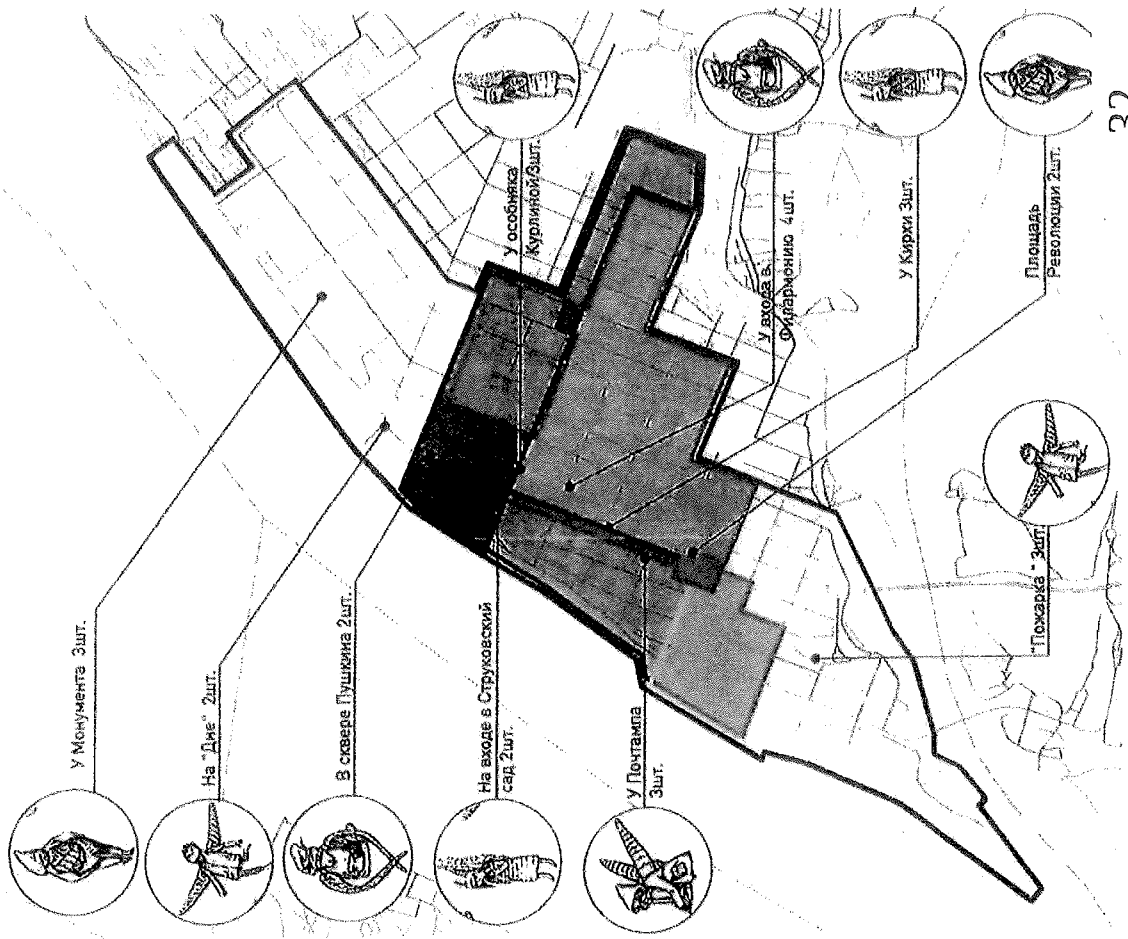 У Монумента 3шт.
На "Дне" 2шт.
В сквере Пушкина 2шт.
На входе в Струковский
сад 2шт.
У Почтампа
3шт.
У особняка
Курлиной 3шт.
У входа в
Филармонию 4шт.
У Кирхи 3шт.
Площадь
Революции 2шт.
"Пожарка" 3шт.
32